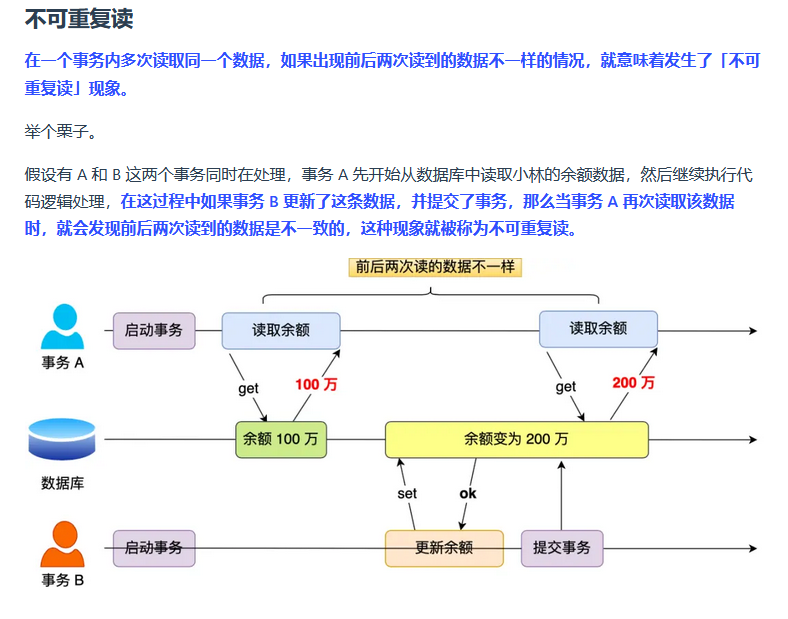 不可重复读
在一个事务内多次读取同一个数据，如果出现前后两次读到的数据不一样的情况，就意味着发生了「不可
重复读」现象。
举个栗子。
假设有 A 和 B 这两个事务同时在处理，事务 A 先开始从数据库中读取小林的余额数据，然后继续执行代
码逻辑处理，在这过程中如果事务 B 更新了这条数据，并提交了事务，那么当事务 A 再次读取该数据
时，就会发现前后两次读到的数据是不一致的，这种现象就被称为不可重复读。
前后两次读的数据不一样
启动事务
读取余额
读取余额
事务 A
get
100 万
get
200 万
余额 100 万
余额变为 200 万
数据库
set
ok
启动事务
更新余额
提交事务
事务 B